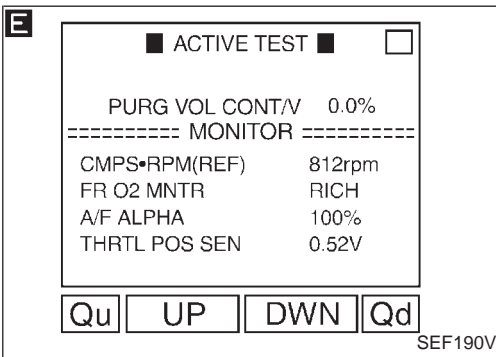 E
■ ACTIVE TEST ■ □
PURG VOL CONT/V 0.0%
========== MONITOR ==========
CMPS•RPM(REF) 812rpm
FR O2 MNTR RICH
A/F ALPHA 100%
THRTL POS SEN 0.52V
Qu UP DWN Qd
SEF190V